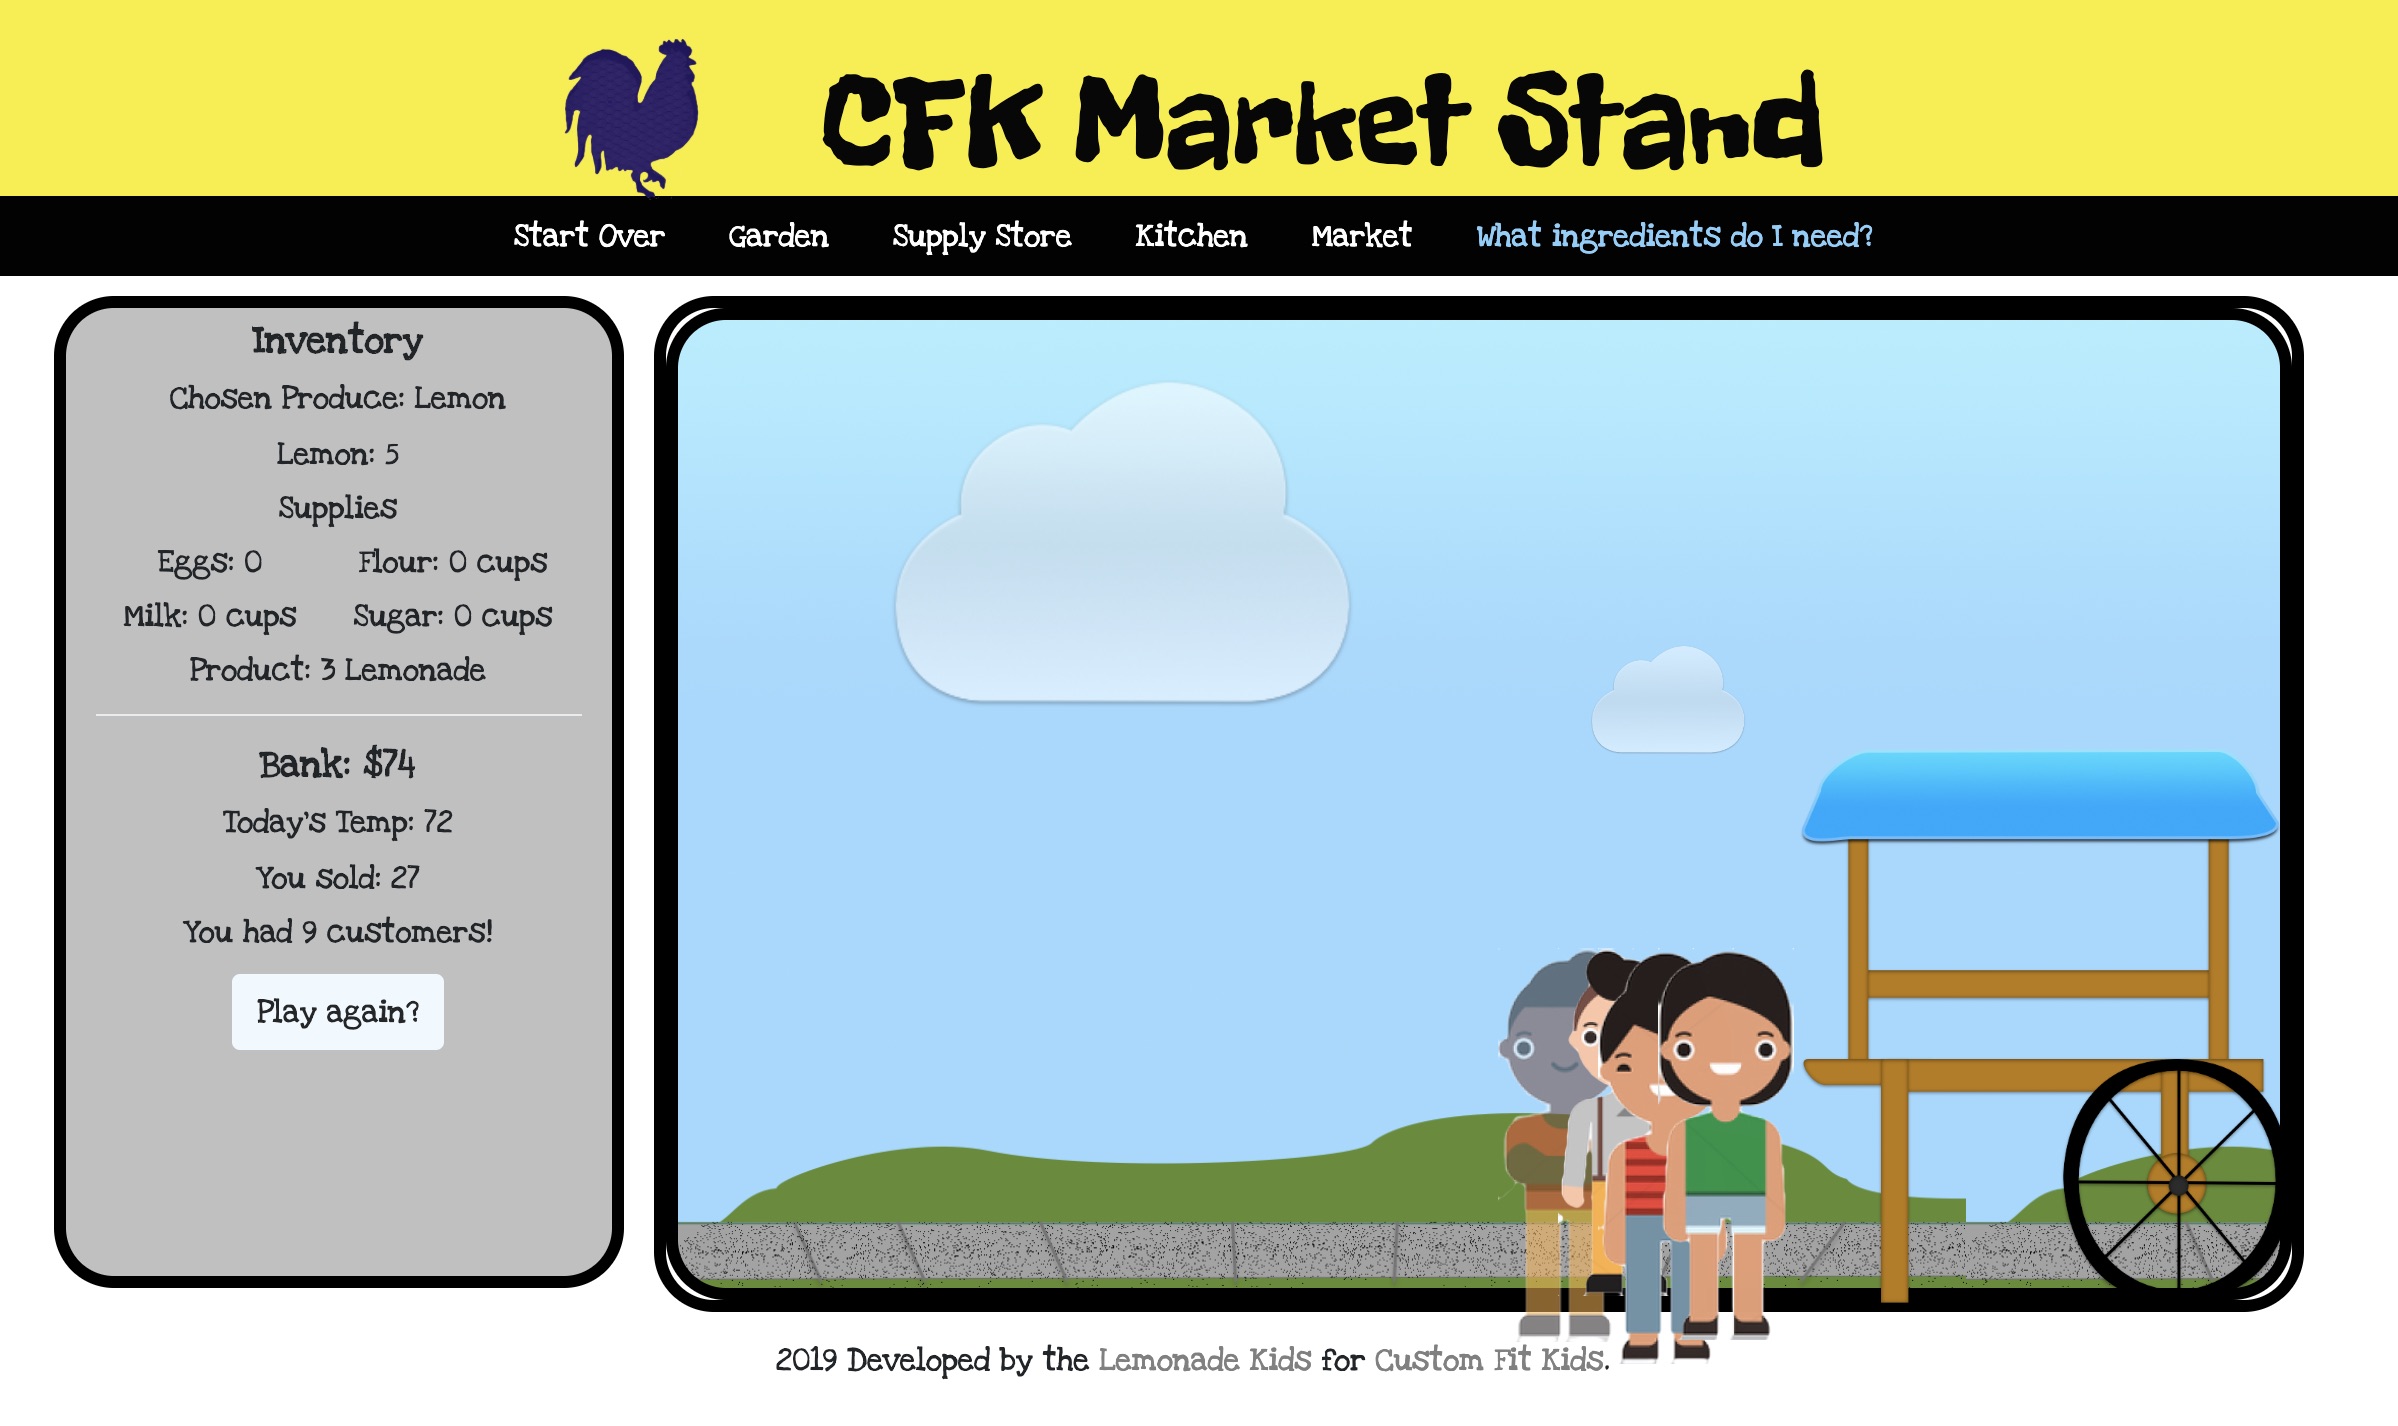 CFK Market Stand
Start Over Garden Supply Store Kitchen Market What ingredients do I need?
Inventory
Chosen Produce: Lemon
Lemon: 5
Supplies
Eggs: 0 Flour: 0 cups
Milk: 0 cups Sugar: 0 cups
Product: 3 Lemonade
Bank: $74
Today's Temp: 72
You sold: 27
You had 9 customers!
Play again?
2019 Developed by the Lemonade Kids for Custom Fit Kids.